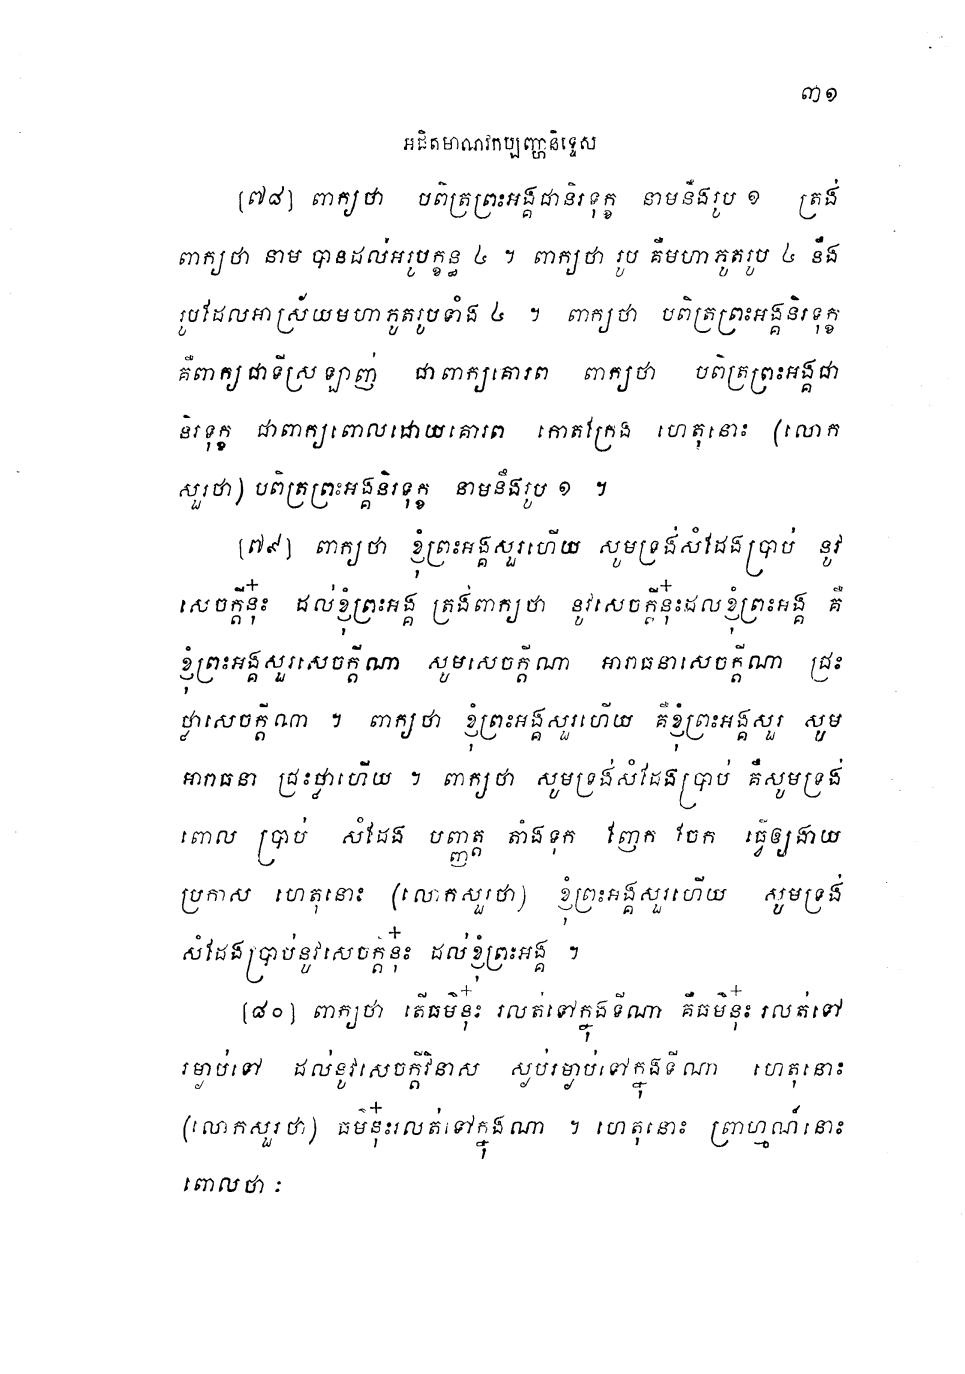 ៣១
អជិតមាណវកប្បញ្ហានិទ្ទេស
[៧៨] ពាក្យថា បពិត្រព្រះអង្គជានិរទុក្ខ នាមនឹងរូប ១ ត្រង់
ពាក្យថា នាម បានដល់អរូបក្ខន្ធ ៤ ។ ពាក្យថា រូប គឺមហាភូតរូប ៤ នឹង
រូបដែលអាស្រ័យមហាភូតរូបទាំង ៤ ។ ពាក្យថា បពិត្រព្រះអង្គនិរទុក្ខ
គឺពាក្យជាទីស្រឡាញ់ ជាពាក្យគោរព ពាក្យថា បពិត្រព្រះអង្គជា
និរទុក្ខ ជាពាក្យពោលដោយគោរព កោតក្រែង ហេតុនោះ (លោក
សួរថា) បពិត្រព្រះអង្គនិរទុក្ខ នាមនឹងរូប ១ ។
[៧៩] ពាក្យថា ខ្ញុំព្រះអង្គសួរហើយ សូមទ្រង់សំដែងប្រាប់ នូវ
សេចក្តីនុ៎ះ ដល់ខ្ញុំព្រះអង្គ ត្រង់ពាក្យថា នូវសេចក្តីនុ៎ះដលខ្ញុំព្រះអង្គ គឺ
ខ្ញុំព្រះអង្គសួរសេចក្តីណា សូមសេចក្តីណា អារាធនាសេចក្តីណា ជ្រះ
ថ្លាសេចក្តីណា ។ ពាក្យថា ខ្ញុំព្រះអង្គសួរហើយ គឺខ្ញុំព្រះអង្គសួរ សូម
អារាធនា ជ្រះថ្លាហើយ ។ ពាក្យថា សូមទ្រង់សំដែងប្រាប់ គឺសូមទ្រង់
ពោល ប្រាប់ សំដែង បញ្ញត្ត តាំងទុក ញែក ចែក ធ្វើឲ្យងាយ
ប្រកាស ហេតុនោះ (លោកសួរថា) ខ្ញុំព្រះអង្គសួរហើយ សូមទ្រង់
សំដែងប្រាប់នូវសេចក្តីនុ៎ះ ដល់ខ្ញុំព្រះអង្គ ។
[៨០] ពាក្យថា តើធម៌នុ៎ះ រលត់ទៅក្នុងទីណា គឺធម៌នុ៎ះ រលត់ទៅ
រម្ងាប់ទៅ ដល់នូវសេចក្តីវិនាស ស្ងប់រម្ងាប់ទៅក្នុងទីណា ហេតុនោះ
(លោកសួរថា) ធម៌នុ៎ះរលត់ទៅក្នុងណា ។ ហេតុនោះ ព្រាហ្មណ៍នោះ
ពោលថា :